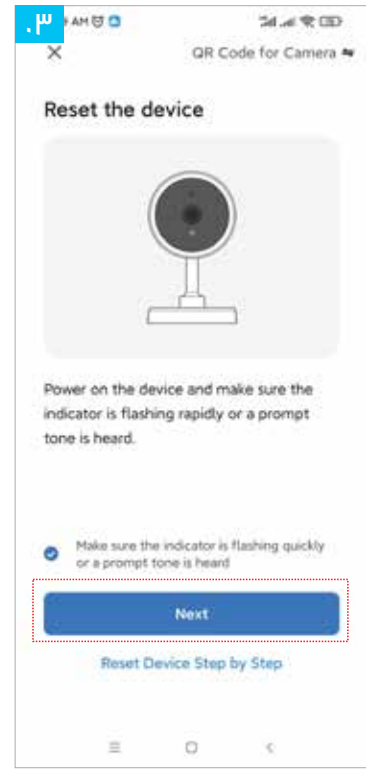 .۳
AM
QR Code for Camera
Reset the device
Power on the device and make sure the
indicator is flashing rapidly or a prompt
tone is heard.
Make sure the indicator is flashing quickly
or a prompt tone is heard
Next
Reset Device Step by Step